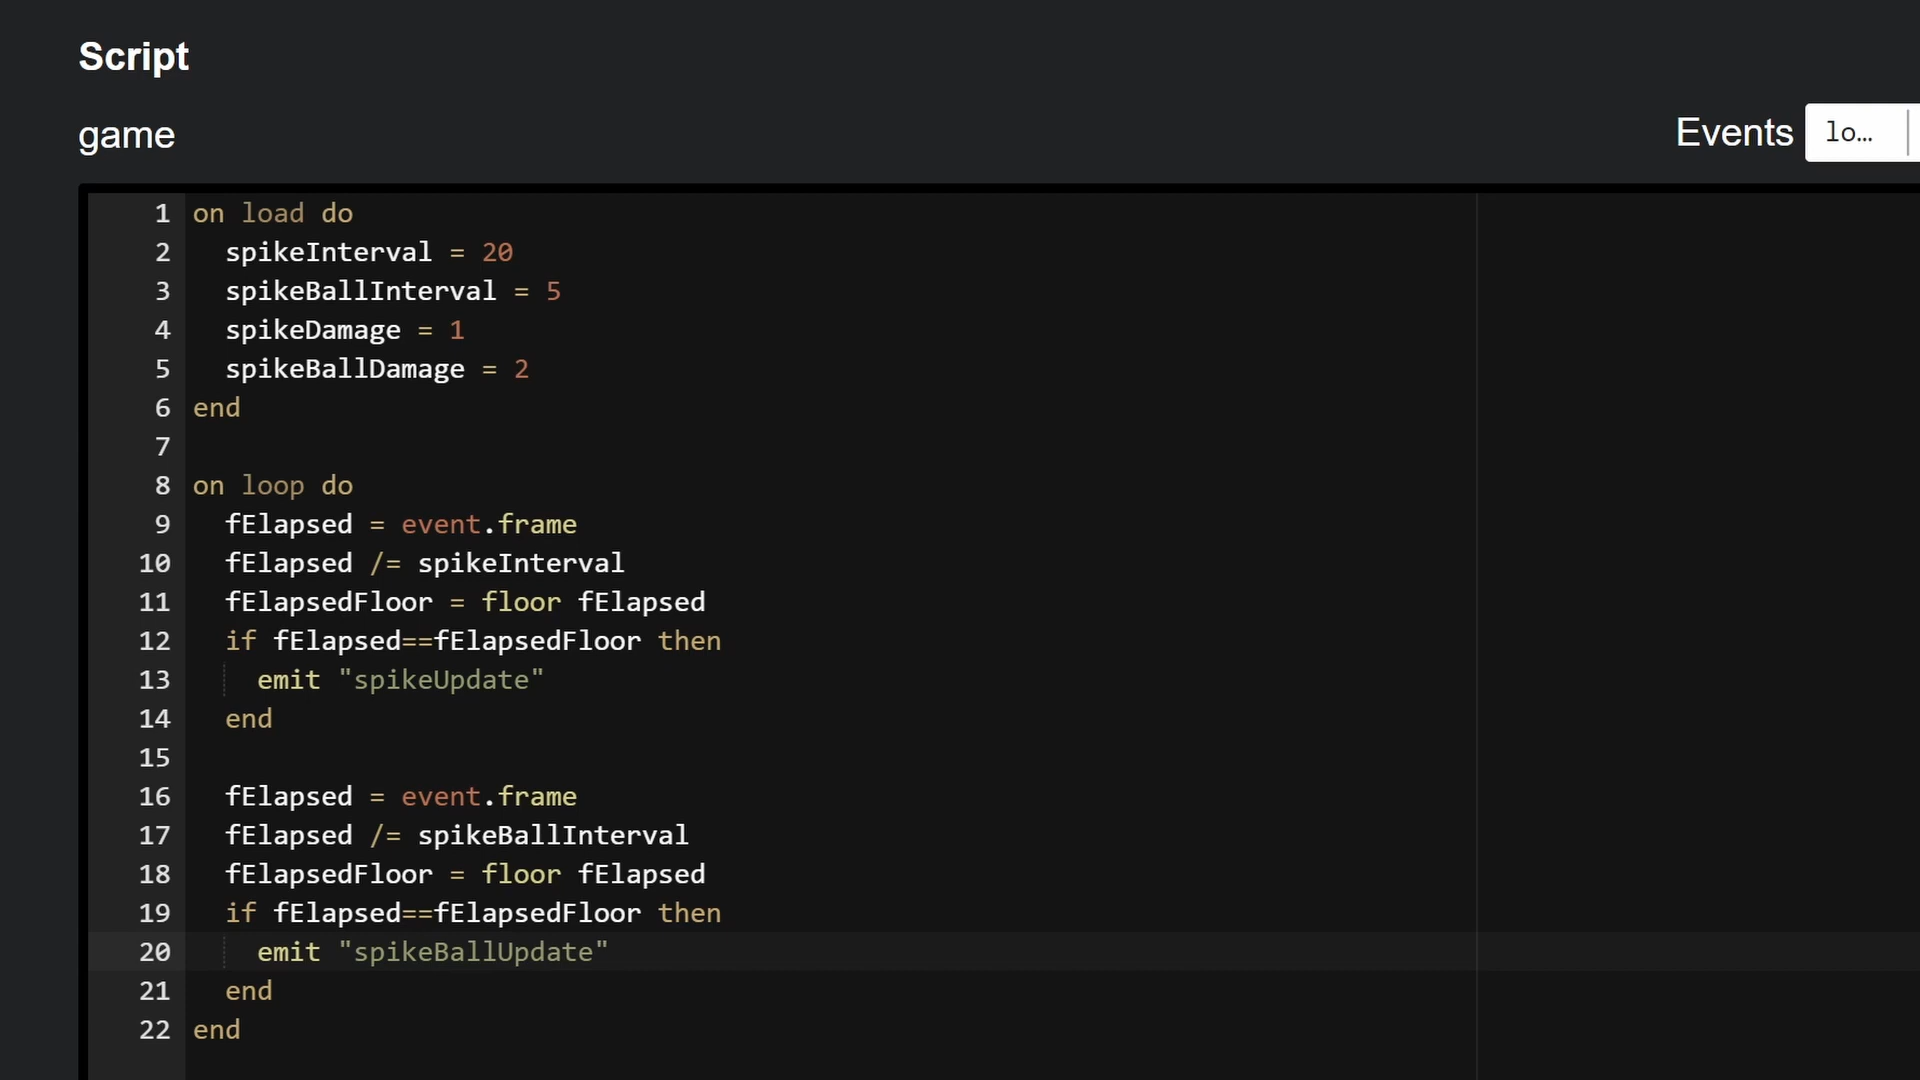 Script
game
Events lo...
1 on load do
2 spikeInterval = 20
3 spikeBallInterval = 5
4 spikeDamage = 1
5 spikeBallDamage = 2
6 end
7
8 on loop do
9 fElapsed = event.frame
10 fElapsed /= spikeInterval
11 fElapsedFloor = floor fElapsed
12 if fElapsed==fElapsedFloor then
13 emit "spikeUpdate"
14 end
15
16 fElapsed = event.frame
17 fElapsed /= spikeBallInterval
18 fElapsedFloor = floor fElapsed
19 if fElapsed==fElapsedFloor then
20 emit "spikeBallUpdate"
21 end
22 end